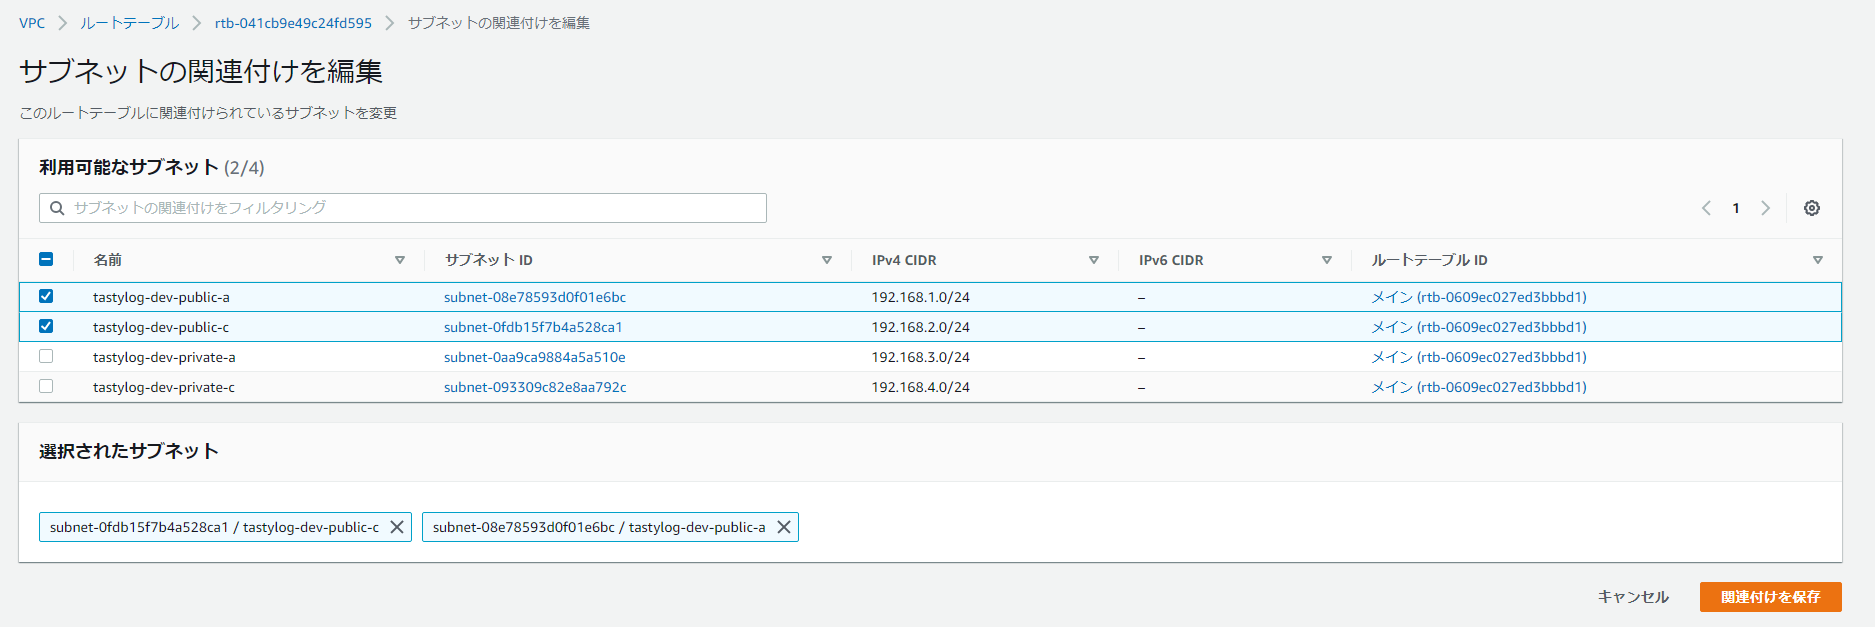 VPC > ルートテーブル > rtb-041cb9e49c24fd595 > サブネットの関連付けを編集
サブネットの関連付けを編集
このルートテーブルに関連付けられているサブネットを変更
利用可能なサブネット (2/4)
サブネットの関連付けをフィルタリング
1
名前 サブネット ID IPv4 CIDR IPv6 CIDR ルートテーブル ID
tastylog-dev-public-a subnet-08e78593d0f01e6bc 192.168.1.0/24 – メイン (rtb-0609ec027ed3bbbd1)
tastylog-dev-public-c subnet-0fdb15f7b4a528ca1 192.168.2.0/24 – メイン (rtb-0609ec027ed3bbbd1)
tastylog-dev-private-a subnet-0aa9ca9884a5a510e 192.168.3.0/24 – メイン (rtb-0609ec027ed3bbbd1)
tastylog-dev-private-c subnet-093309c82e8aa792c 192.168.4.0/24 – メイン (rtb-0609ec027ed3bbbd1)
選択されたサブネット
subnet-0fdb15f7b4a528ca1 / tastylog-dev-public-c subnet-08e78593d0f01e6bc / tastylog-dev-public-a
キャンセル 関連付けを保存